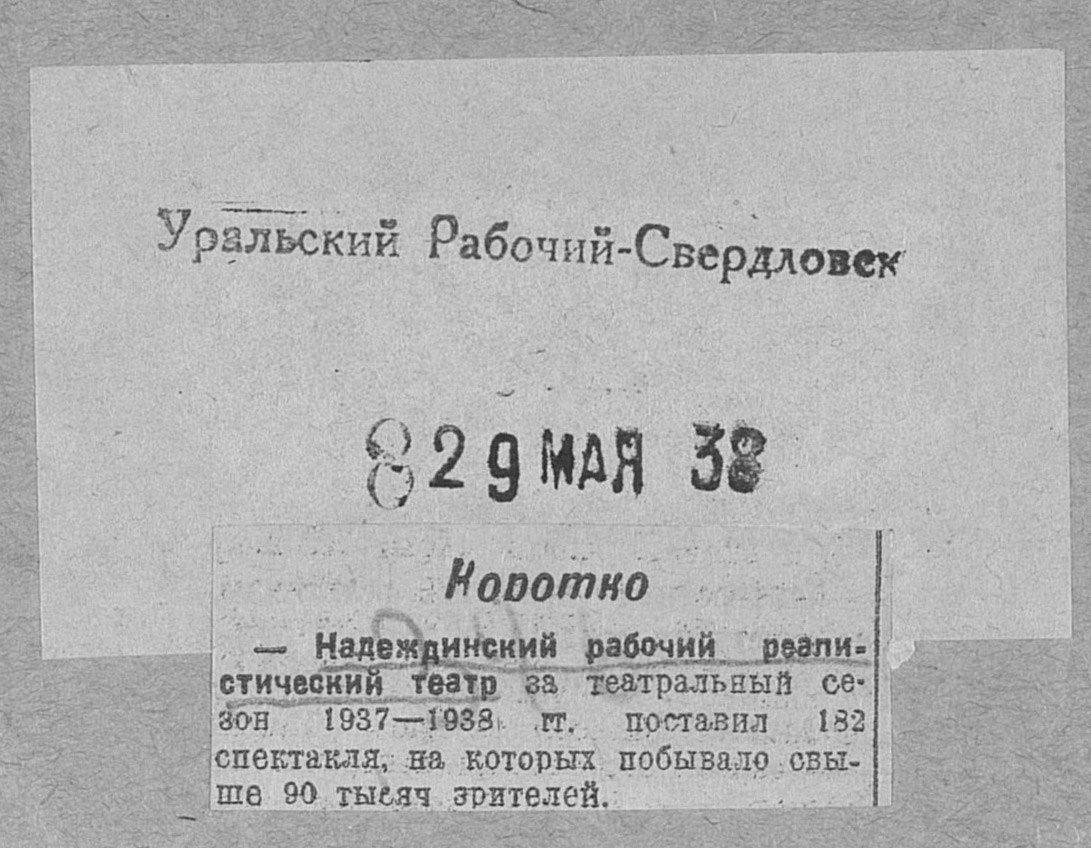 Уральский Рабочий-Свердловск
8 29 МАЯ 38
Коротко
— Надеждинский рабочий реали-
стический театр за театральный се-
зон 1937—1938 гг. поставил 182
спектакля, на которых побывало свы-
ше 90 тысяч зрителей.